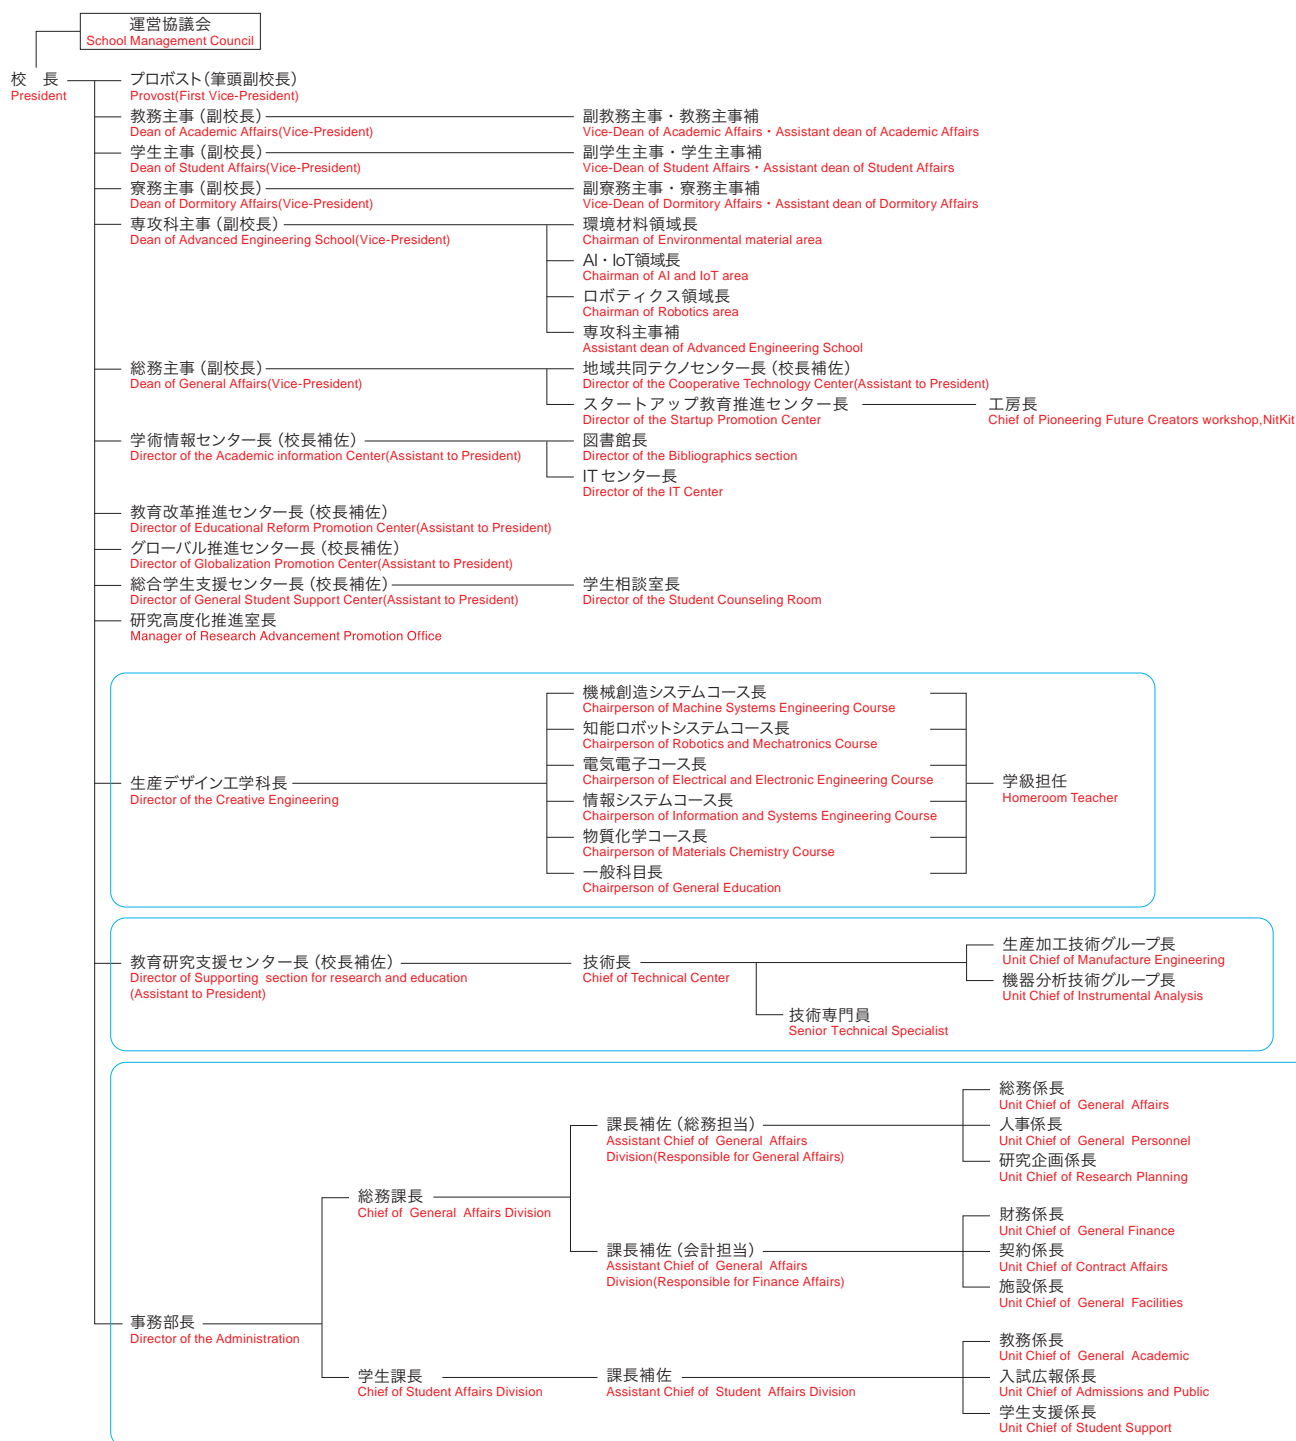 運営協議会
School Management Council
校　長
President
プロボスト(筆頭副校長)
Provost(First Vice-President)
教務主事(副校長)
Dean of Academic Affairs(Vice-President)
副教務主事・教務主事補
Vice-Dean of Academic Affairs・Assistant dean of Academic Affairs
学生主事(副校長)
Dean of Student Affairs(Vice-President)
副学生主事・学生主事補
Vice-Dean of Student Affairs・Assistant dean of Student Affairs
寮務主事(副校長)
Dean of Dormitory Affairs(Vice-President)
副寮務主事・寮務主事補
Vice-Dean of Dormitory Affairs・Assistant dean of Dormitory Affairs
専攻科主事(副校長)
Dean of Advanced Engineering School(Vice-President)
環境材料領域長
Chairman of Environmental material area
AI・IoT領域長
Chairman of AI and IoT area
ロボティクス領域長
Chairman of Robotics area
専攻科主事補
Assistant dean of Advanced Engineering School
総務主事(副校長)
Dean of General Affairs(Vice-President)
地域共同テクノセンター長(校長補佐)
Director of the Cooperative Technology Center(Assistant to President)
スタートアップ教育推進センター長
Director of the Startup Promotion Center
工房長
Chief of Pioneering Future Creators workshop,NitKit
学術情報センター長(校長補佐)
Director of the Academic information Center(Assistant to President)
図書館長
Director of the Bibliographics section
ITセンター長
Director of the IT Center
教育改革推進センター長(校長補佐)
Director of Educational Reform Promotion Center(Assistant to President)
グローバル推進センター長(校長補佐)
Director of Globalization Promotion Center(Assistant to President)
総合学生支援センター長(校長補佐)
Director of General Student Support Center(Assistant to President)
学生相談室長
Director of the Student Counseling Room
研究高度化推進室長
Manager of Research Advancement Promotion Office
生産デザイン工学科長
Director of the Creative Engineering
機械創造システムコース長
Chairperson of Machine Systems Engineering Course
知能ロボットシステムコース長
Chairperson of Robotics and Mechatronics Course
電気電子コース長
Chairperson of Electrical and Electronic Engineering Course
情報システムコース長
Chairperson of Information and Systems Engineering Course
物質化学コース長
Chairperson of Materials Chemistry Course
一般科目長
Chairperson of General Education
学級担任
Homeroom Teacher
教育研究支援センター長(校長補佐)
Director of Supporting section for research and education
(Assistant to President)
技術長
Chief of Technical Center
生産加工技術グループ長
Unit Chief of Manufacture Engineering
機器分析技術グループ長
Unit Chief of Instrumental Analysis
技術専門員
Senior Technical Specialist
事務部長
Director of the Administration
総務課長
Chief of General Affairs Division
課長補佐(総務担当)
Assistant Chief of General Affairs
Division(Responsible for General Affairs)
総務係長
Unit Chief of General Affairs
人事係長
Unit Chief of General Personnel
研究企画係長
Unit Chief of Research Planning
課長補佐(会計担当)
Assistant Chief of General Affairs
Division(Responsible for Finance Affairs)
財務係長
Unit Chief of General Finance
契約係長
Unit Chief of Contract Affairs
施設係長
Unit Chief of General Facilities
学生課長
Chief of Student Affairs Division
課長補佐
Assistant Chief of Student Affairs Division
教務係長
Unit Chief of General Academic
入試広報係長
Unit Chief of Admissions and Public
学生支援係長
Unit Chief of Student Support